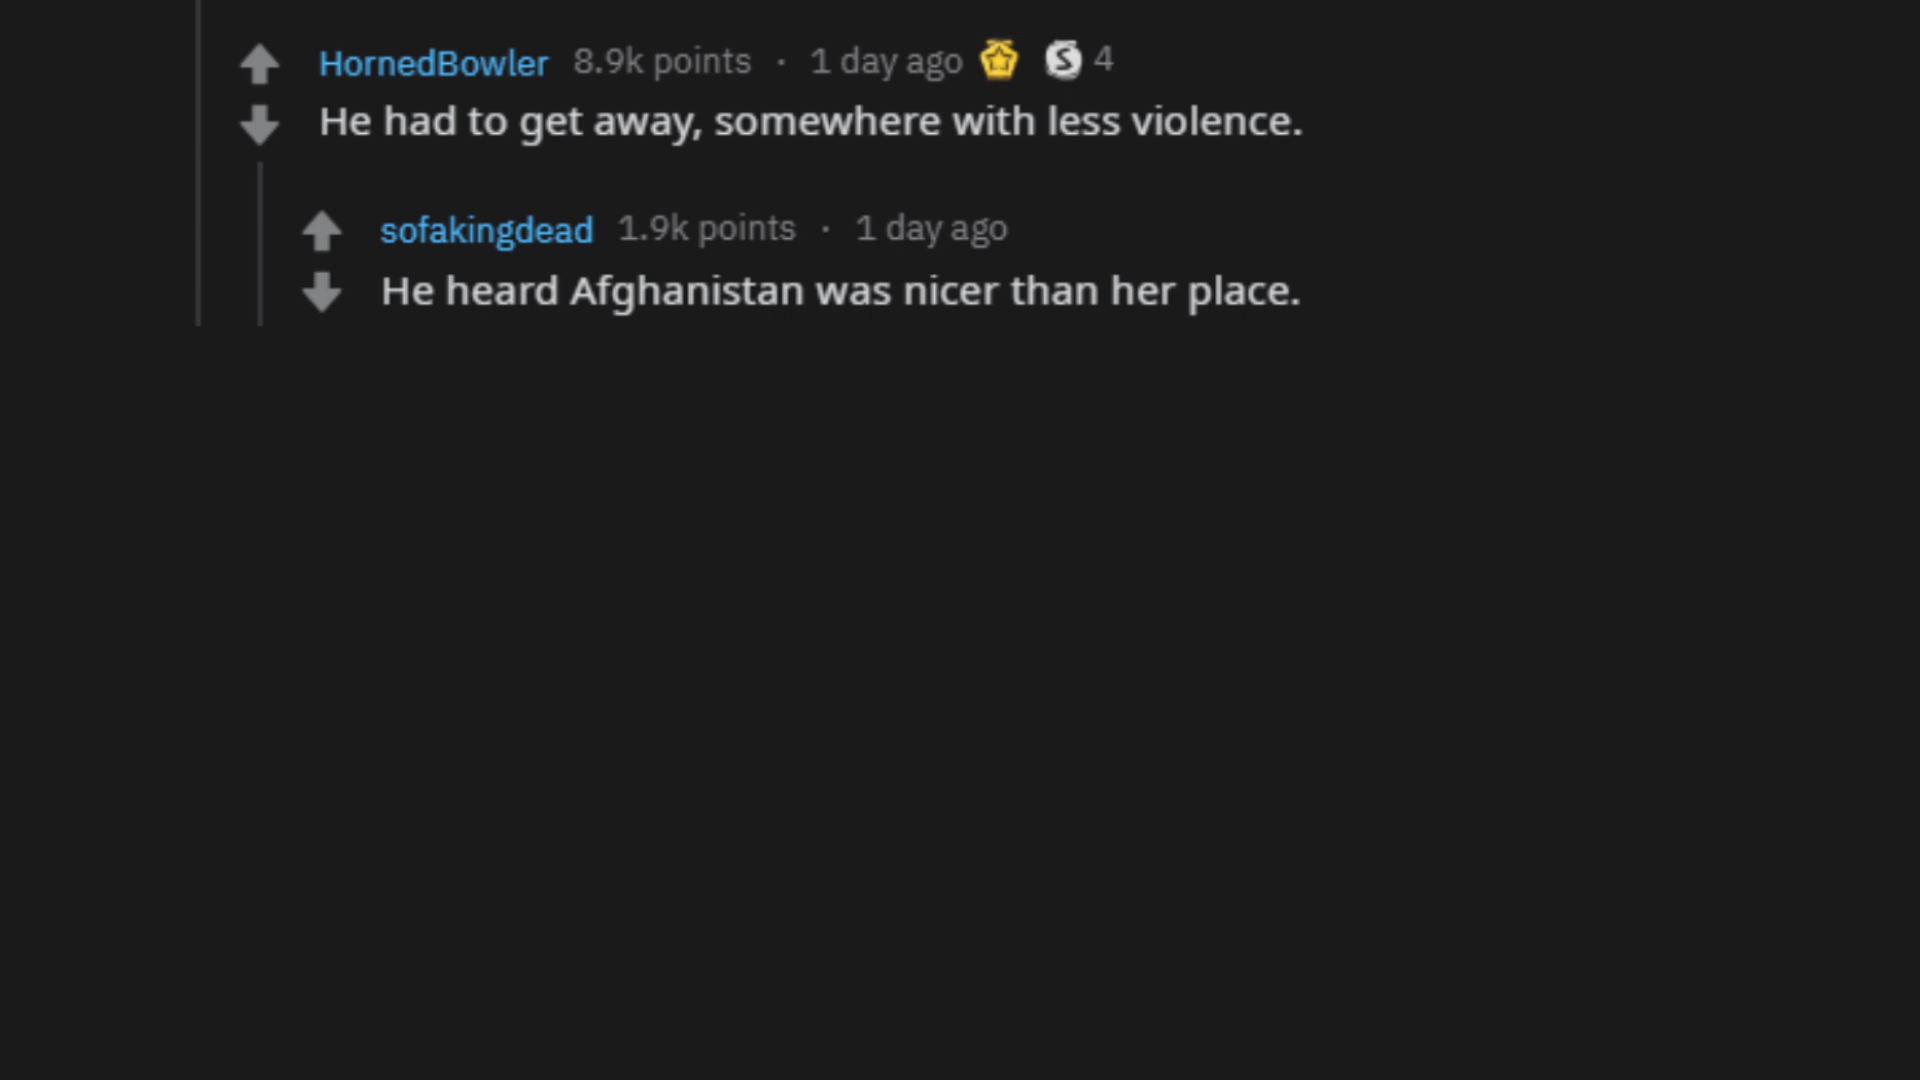 HornedBowler 8.9k points · 1 day ago S 4
He had to get away, somewhere with less violence.
sofakingdead 1.9k points · 1 day ago
He heard Afghanistan was nicer than her place.